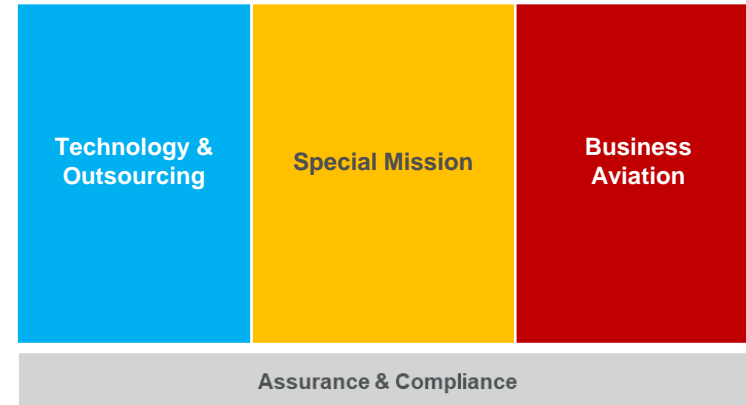 Technology &
Outsourcing
Special Mission
Business
Aviation
Assurance & Compliance